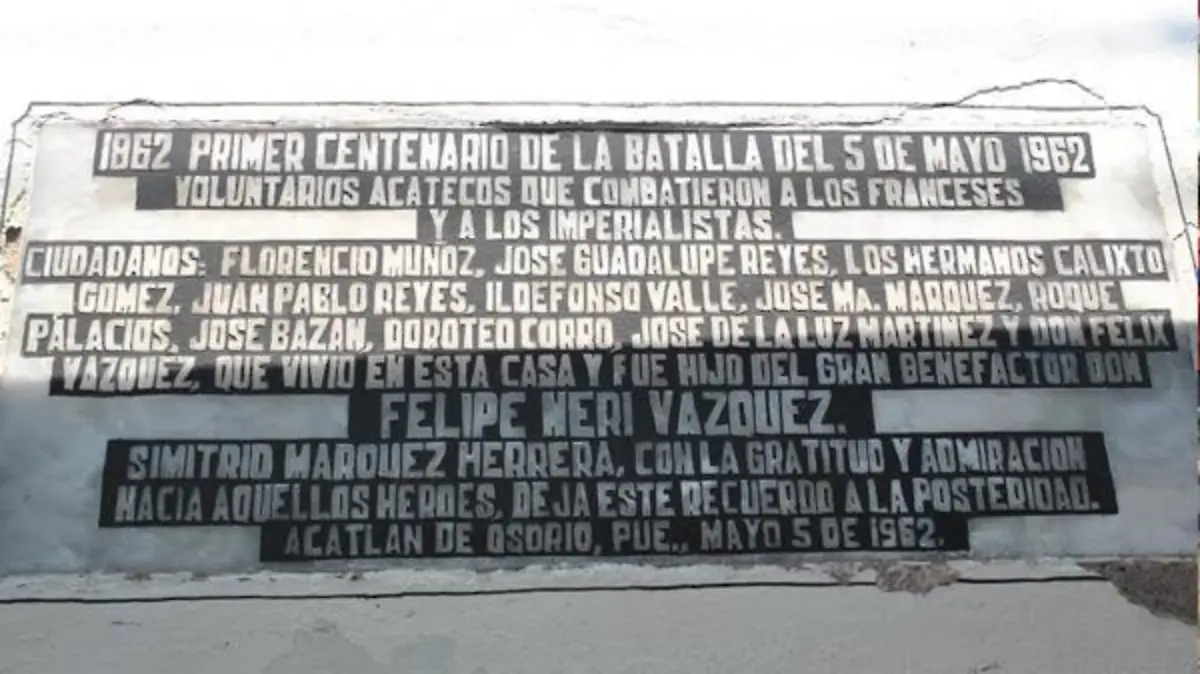 1862 PRIMER CENTENARIO DE LA BATALLA DEL 5 DE MAYO 1962
VOLUNTARIOS ACATECOS QUE COMBATIERON A LOS FRANCESES
Y A LOS IMPERIALISTAS.
CIUDADANOS: FLORENCIO MUÑOZ, JOSE GUADALUPE REYES, LOS HERMANOS CALIXTO
GOMEZ, JUAN PABLO REYES, ILDEFONSO VALLE, JOSE Ma. MARQUEZ, ROQUE
PALACIOS, JOSE BAZAN, DOROTEO CORRO, JOSE DE LA LUZ MARTINEZ Y DON FELIX
VAZQUEZ, QUE VIVIO EN ESTA CASA Y FUE HIJO DEL GRAN BENEFACTOR DON
FELIPE NERI VAZQUEZ.
SIMITRIO MARQUEZ HERRERA, CON LA GRATITUD Y ADMIRACION
HACIA AQUELLOS HEROES, DEJA ESTE RECUERDO A LA POSTERIDAD.
ACATLAN DE OSORIO, PUE., MAYO 5 DE 1962.